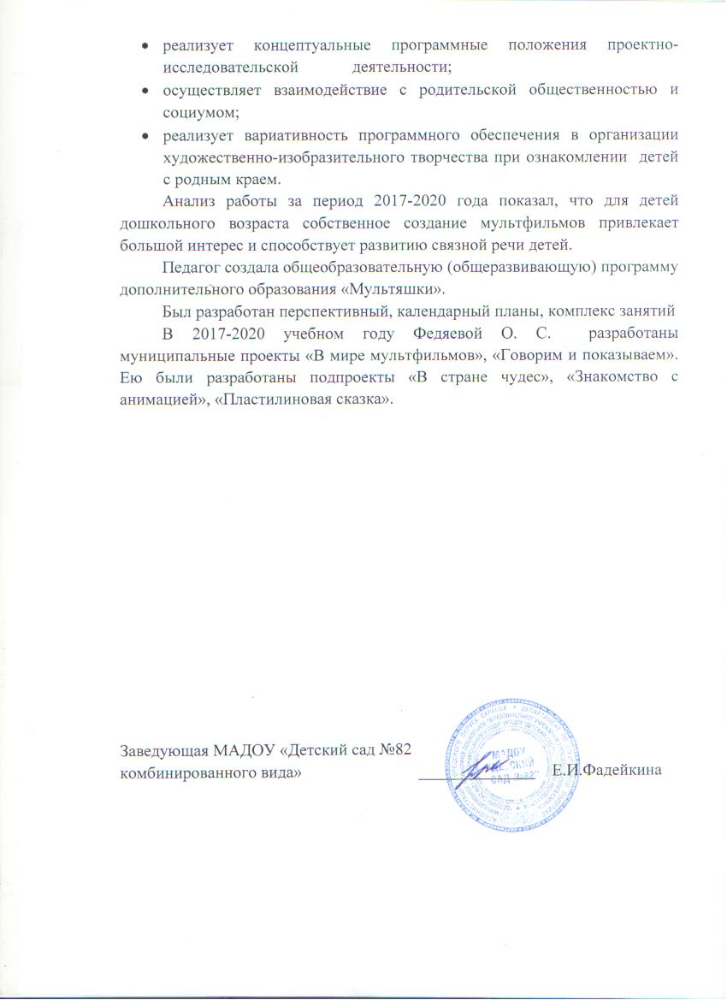 • реализует концептуальные программные положения проектно-
исследовательской деятельности;
• осуществляет взаимодействие с родительской общественностью и
социумом;
• реализует вариативность программного обеспечения в организации
художественно-изобразительного творчества при ознакомлении детей
с родным краем.
Анализ работы за период 2017-2020 года показал, что для детей
дошкольного возраста собственное создание мультфильмов привлекает
большой интерес и способствует развитию связной речи детей.
Педагог создала общеобразовательную (общеразвивающую) программу
дополнительного образования «Мультяшки».
Был разработан перспективный, календарный планы, комплекс занятий
В 2017-2020 учебном году Федяевой О. С. разработаны
муниципальные проекты «В мире мультфильмов», «Говорим и показываем».
Ею были разработаны подпроекты «В стране чудес», «Знакомство с
анимацией», «Пластилиновая сказка».
Заведующая МАДОУ «Детский сад №82
комбинированного вида» Е.И.Фадейкина
ГОРОДСКОГО ОКРУГА САРАНСК * ДЕПАРТАМЕНТ
МАДОУ
"ДЕТСКИЙ
САД №82"